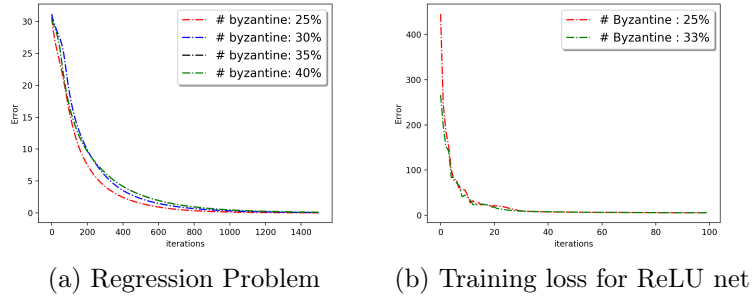 # byzantine: 25%
# byzantine: 30%
# byzantine: 35%
# byzantine: 40%
30
25
20
15
10
5
0
Error
0 200 400 600 800 1000 1200 1400
iterations
(a) Regression Problem
# Byzantine : 25%
# Byzantine : 33%
400
300
200
100
0
Error
0 20 40 60 80 100
iterations
(b) Training loss for ReLU net